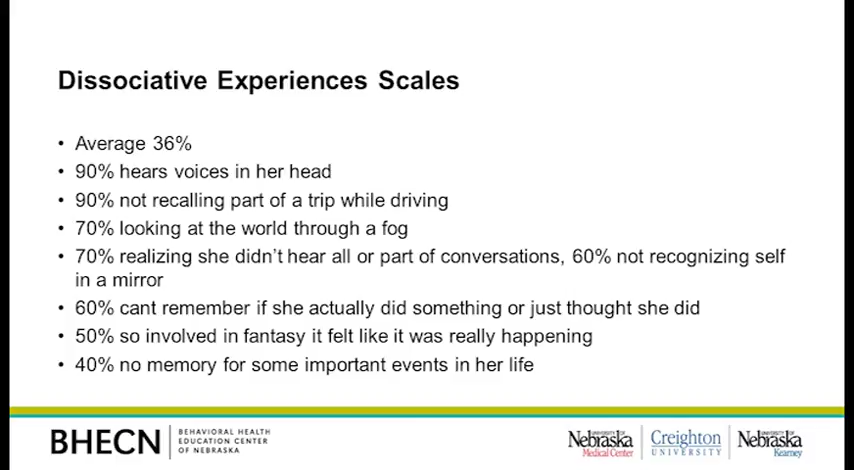 Dissociative Experiences Scales
• Average 36%
• 90% hears voices in her head
• 90% not recalling part of a trip while driving
• 70% looking at the world through a fog
• 70% realizing she didn't hear all or part of conversations, 60% not recognizing self
in a mirror
• 60% cant remember if she actually did something or just thought she did
• 50% so involved in fantasy it felt like it was really happening
• 40% no memory for some important events in her life
BHECN
BEHAVIORAL HEALTH
EDUCATION CENTER
OF NEBRASKA
UNIVERSITY OF
Nebraska
Medical Center
Creighton
UNIVERSITY
UNIVERSITY OF
Nebraska
Kearney